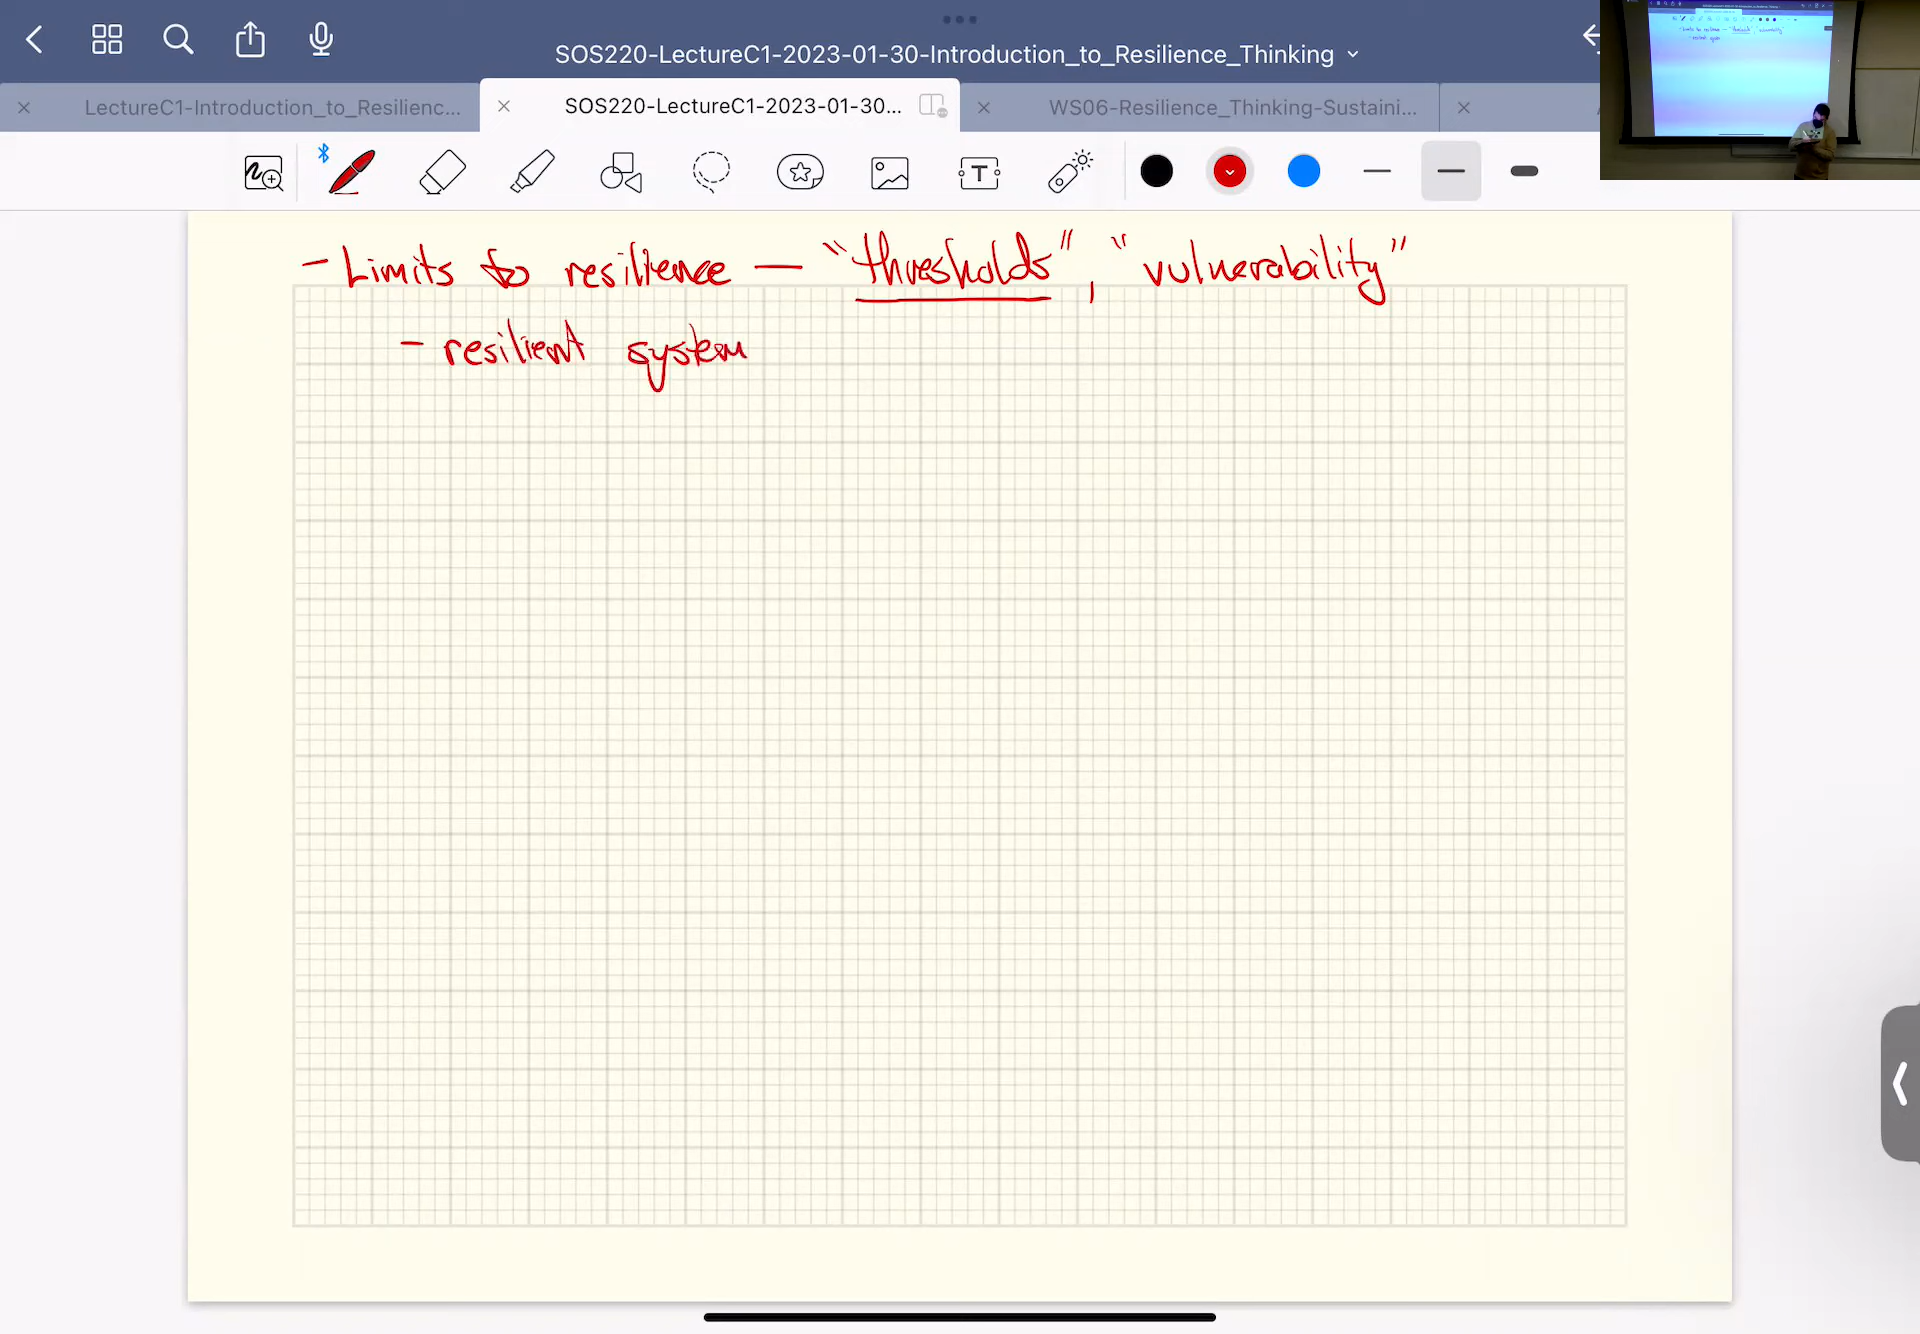 SOS220-LectureC1-2023-01-30-Introduction_to_Resilience_Thinking
LectureC1-Introduction_to_Resilienc...
SOS220-LectureC1-2023-01-30...
WS06-Resilience_Thinking-Sustaini...
- Limits to resilience — "thresholds", "vulnerability"
- resilient system